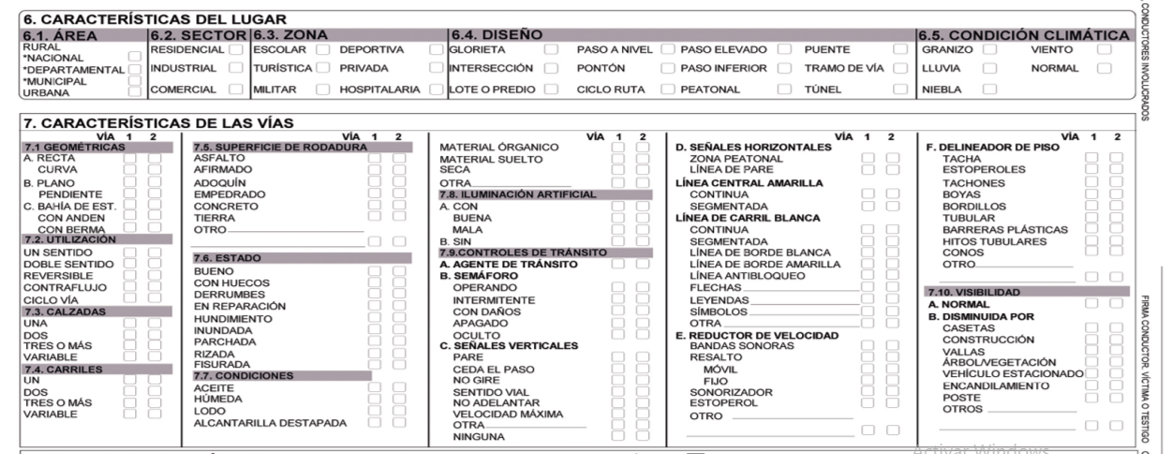 6. CARACTERÍSTICAS DEL LUGAR
6.1. ÁREA
RURAL
*NACIONAL
*DEPARTAMENTAL
*MUNICIPAL
URBANA
6.2. SECTOR
RESIDENCIAL
INDUSTRIAL
COMERCIAL
6.3. ZONA
ESCOLAR DEPORTIVA
TURÍSTICA PRIVADA
MILITAR HOSPITALARIA
6.4. DISEÑO
GLORIETA PASO A NIVEL PASO ELEVADO PUENTE
INTERSECCIÓN PONTÓN PASO INFERIOR TRAMO DE VÍA
LOTE O PREDIO CICLO RUTA PEATONAL TÚNEL
6.5. CONDICIÓN CLIMÁTICA
GRANIZO VIENTO
LLUVIA NORMAL
NIEBLA
7. CARACTERÍSTICAS DE LAS VÍAS
VÍA 1 2
7.1 GEOMÉTRICAS
A. RECTA
CURVA
B. PLANO
PENDIENTE
C. BAHÍA DE EST.
CON ANDEN
CON BERMA
7.2. UTILIZACIÓN
UN SENTIDO
DOBLE SENTIDO
REVERSIBLE
CONTRAFLUJO
CICLO VÍA
7.3. CALZADAS
UNA
DOS
TRES O MÁS
VARIABLE
7.4. CARRILES
UN
DOS
TRES O MÁS
VARIABLE
VÍA 1 2
7.5. SUPERFICIE DE RODADURA
ASFALTO
AFIRMADO
ADOQUÍN
EMPEDRADO
CONCRETO
TIERRA
OTRO
7.6. ESTADO
BUENO
CON HUECOS
DERRUMBES
EN REPARACIÓN
HUNDIMIENTO
INUNDADA
PARCHADA
RIZADA
FISURADA
7.7. CONDICIONES
ACEITE
HÚMEDA
LODO
ALCANTARILLA DESTAPADA
VÍA 1 2
MATERIAL ÓRGANICO
MATERIAL SUELTO
SECA
OTRA
7.8. ILUMINACIÓN ARTIFICIAL
A. CON
BUENA
MALA
B. SIN
7.9.CONTROLES DE TRÁNSITO
A. AGENTE DE TRÁNSITO
B. SEMÁFORO
OPERANDO
INTERMITENTE
CON DAÑOS
APAGADO
OCULTO
C. SEÑALES VERTICALES
PARE
CEDA EL PASO
NO GIRE
SENTIDO VIAL
NO ADELANTAR
VELOCIDAD MÁXIMA
OTRA
NINGUNA
VÍA 1 2
D. SEÑALES HORIZONTALES
ZONA PEATONAL
LÍNEA DE PARE
LÍNEA CENTRAL AMARILLA
CONTINUA
SEGMENTADA
LÍNEA DE CARRIL BLANCA
CONTINUA
SEGMENTADA
LÍNEA DE BORDE BLANCA
LÍNEA DE BORDE AMARILLA
LÍNEA ANTIBLOQUEO
FLECHAS
LEYENDAS
SÍMBOLOS
OTRA
E. REDUCTOR DE VELOCIDAD
BANDAS SONORAS
RESALTO
MÓVIL
FIJO
SONORIZADOR
ESTOPEROL
OTRO
VÍA 1 2
F. DELINEADOR DE PISO
TACHA
ESTOPEROLES
TACHONES
BOYAS
BORDILLOS
TUBULAR
BARRERAS PLÁSTICAS
HITOS TUBULARES
CONOS
OTRO
7.10. VISIBILIDAD
A. NORMAL
B. DISMINUIDA POR
CASETAS
CONSTRUCCIÓN
VALLAS
ÁRBOL/VEGETACIÓN
VEHÍCULO ESTACIONADO
ENCANDILAMIENTO
POSTE
OTROS
CONDUCTORES INVOLUCRADOS
FIRMA CONDUCTOR, VÍCTIMA O TESTIGO
Activar Windows